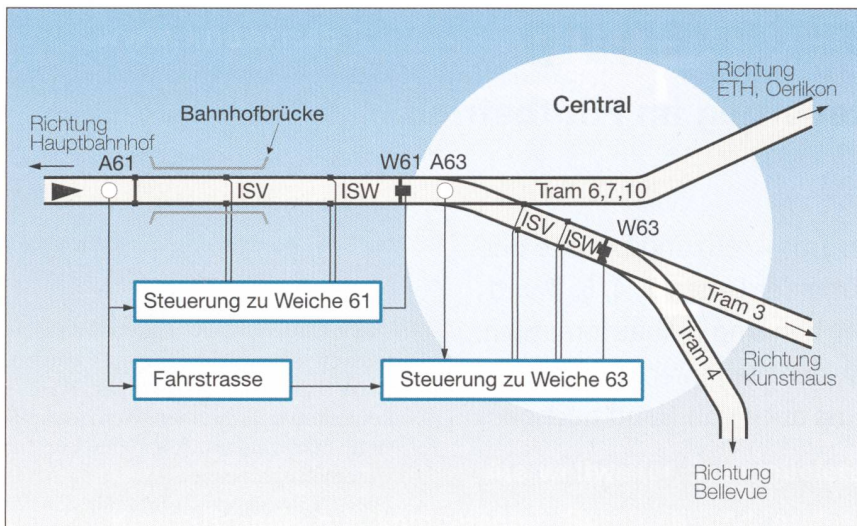 Richtung
ETH, Oerlikon
Central
Bahnhofbrücke
Richtung
Hauptbahnhof
A61
W61
A63
ISV
ISW
Tram 6,7,10
ISV
ISW
W63
Tram 3
Tram 4
Steuerung zu Weiche 61
Richtung
Kunsthaus
Fahrstrasse
Steuerung zu Weiche 63
Richtung
Bellevue